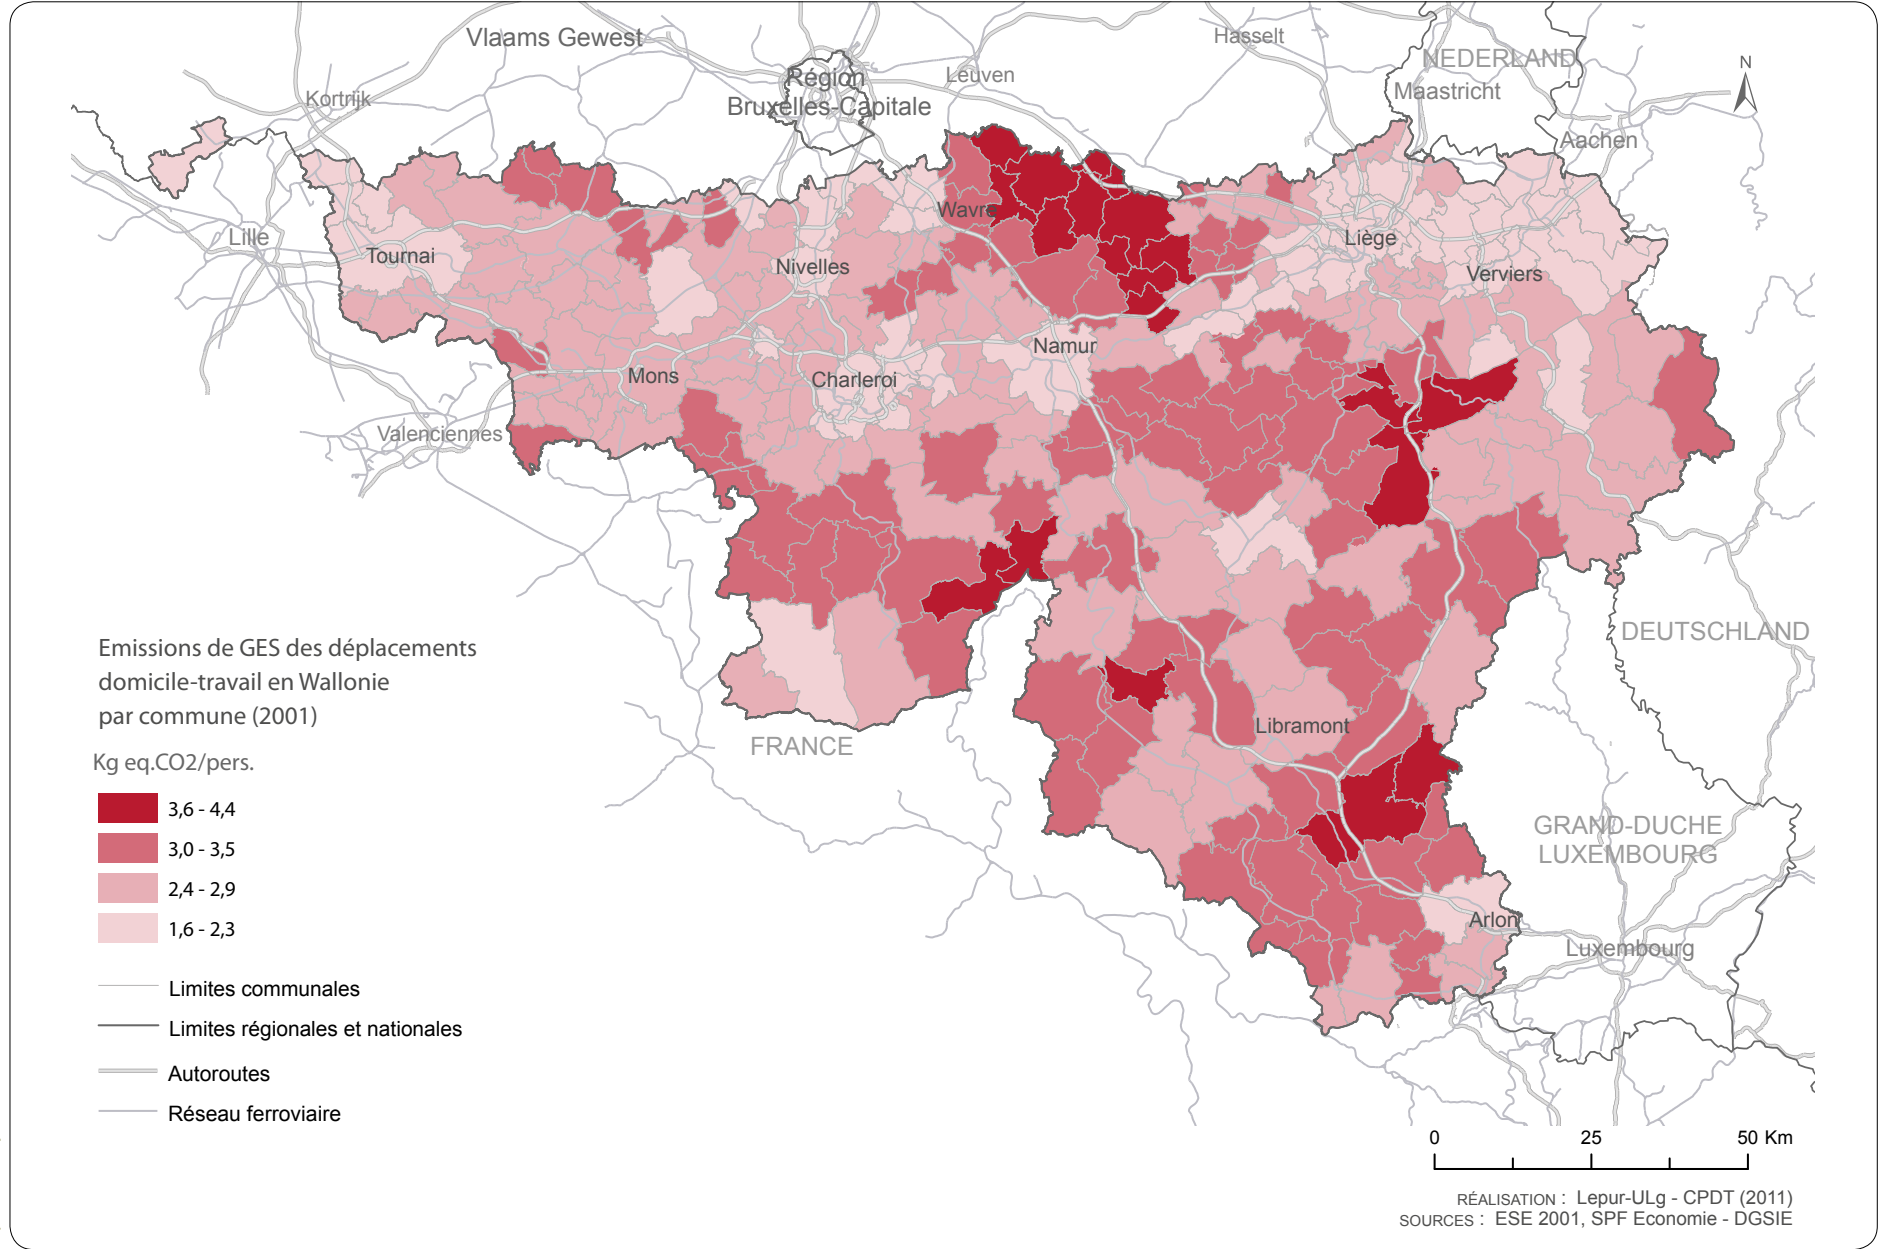 Vlaams Gewest
Hasselt
NEDERLAND
N
Région
Bruxelles-Capitale
Leuven
Maastricht
Kortrijk
Aachen
Wavre
Lille
Tournai
Nivelles
Liège
Verviers
Namur
Mons
Charleroi
Valenciennes
DEUTSCHLAND
Emissions de GES des déplacements
domicile-travail en Wallonie
par commune (2001)
Kg eq.CO2/pers.
3,6 - 4,4
3,0 - 3,5
2,4 - 2,9
1,6 - 2,3
Limites communales
Limites régionales et nationales
Autoroutes
Réseau ferroviaire
FRANCE
Libramont
GRAND-DUCHE
LUXEMBOURG
Arlon
Luxembourg
0 25 50 Km
RÉALISATION : Lepur-ULg - CPDT (2011)
SOURCES : ESE 2001, SPF Economie - DGSIE